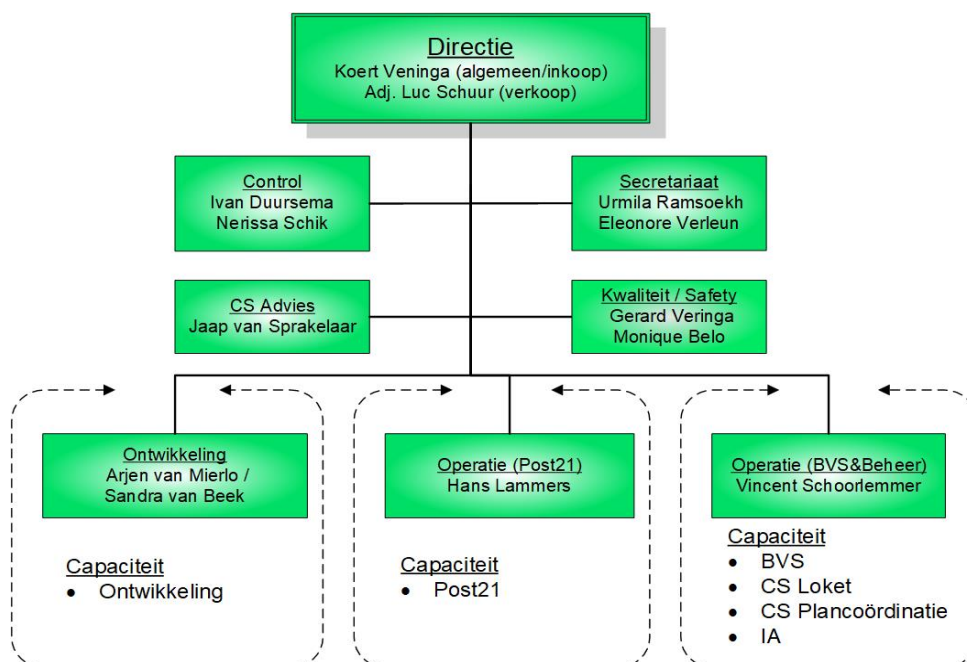 Directie
Koert Veninga (algemeen/inkoop)
Adj. Luc Schuur (verkoop)
Control
Ivan Duursema
Nerissa Schik
Secretariaat
Urmila Ramsoekh
Eleonore Verleun
CS Advies
Jaap van Sprakelaar
Kwaliteit / Safety
Gerard Veringa
Monique Belo
Ontwikkeling
Arjen van Mierlo /
Sandra van Beek
Operatie (Post21)
Hans Lammers
Operatie (BVS&Beheer)
Vincent Schoorlemmer
Capaciteit
• Ontwikkeling
Capaciteit
• Post21
Capaciteit
• BVS
• CS Loket
• CS Plancoördinatie
• IA